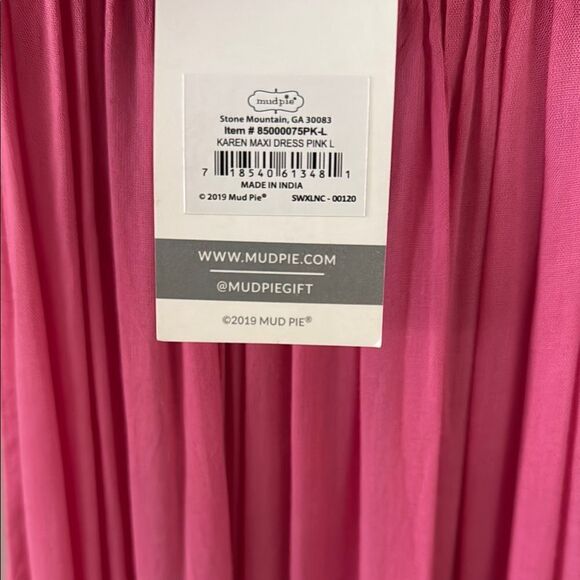 mudpie®
Stone Mountain, GA 30083
Item # 85000075PK-L
KAREN MAXI DRESS PINK L
7 18540 61348 1
MADE IN INDIA
© 2019 Mud Pie® SWXLNC - 00120
WWW.MUDPIE.COM
@MUDPIEGIFT
©2019 MUD PIE®